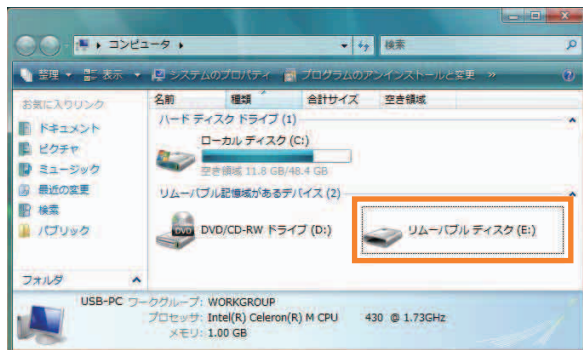 コンピュータ
検索
整理 表示 システムのプロパティ プログラムのアンインストールと変更 »
お気に入りリンク
ドキュメント
ピクチャ
ミュージック
最近の変更
検索
パブリック
フォルダ
名前 種類 合計サイズ 空き領域
ハード ディスク ドライブ (1)
ローカル ディスク (C:)
空き領域 11.8 GB/48.4 GB
リムーバブル記憶域があるデバイス (2)
DVD/CD-RW ドライブ (D:)
リムーバブル ディスク (E:)
USB-PC ワークグループ: WORKGROUP
プロセッサ: Intel(R) Celeron(R) M CPU 430 @ 1.73GHz
メモリ: 1.00 GB